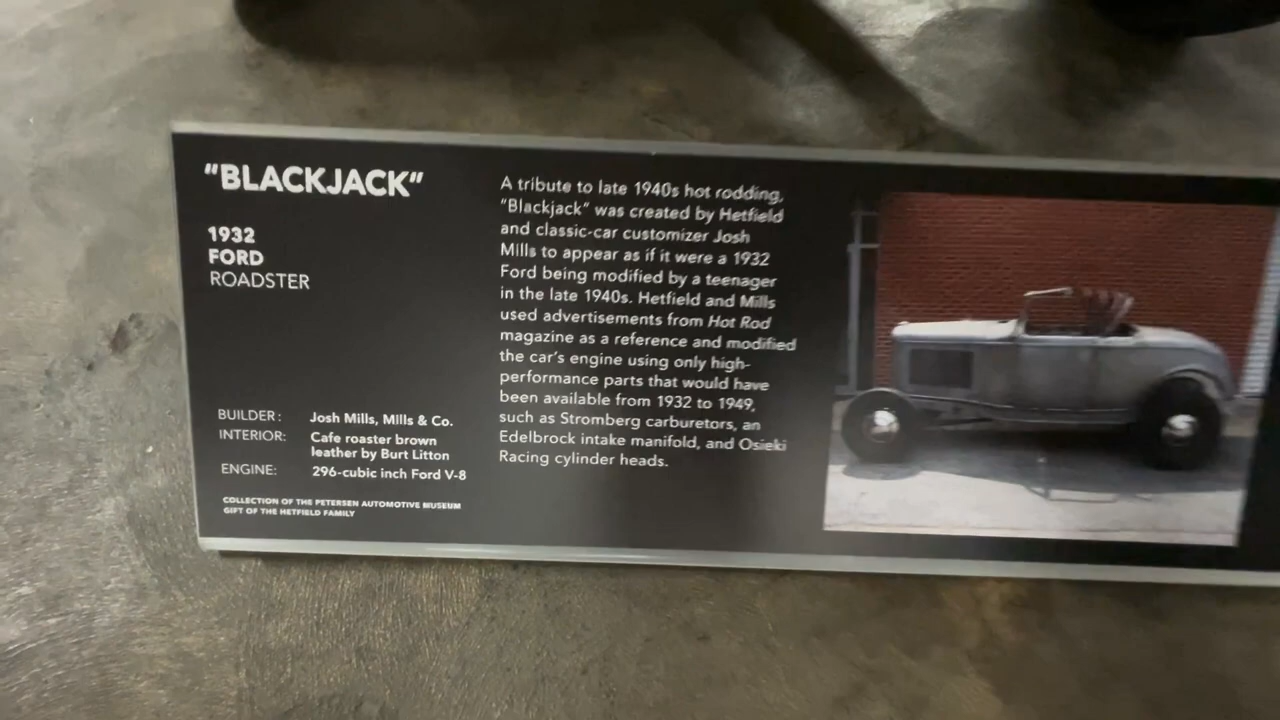 "BLACKJACK"
1932
FORD
ROADSTER
BUILDER: Josh Mills, Mills & Co.
INTERIOR: Cafe roaster brown
leather by Burt Litton
ENGINE: 296-cubic inch Ford V-8
COLLECTION OF THE PETERSEN AUTOMOTIVE MUSEUM
GIFT OF THE HETFIELD FAMILY
A tribute to late 1940s hot rodding,
"Blackjack" was created by Hetfield
and classic-car customizer Josh
Mills to appear as if it were a 1932
Ford being modified by a teenager
in the late 1940s. Hetfield and Mills
used advertisements from Hot Rod
magazine as a reference and modified
the car's engine using only high-
performance parts that would have
been available from 1932 to 1949,
such as Stromberg carburetors, an
Edelbrock intake manifold, and Osieki
Racing cylinder heads.